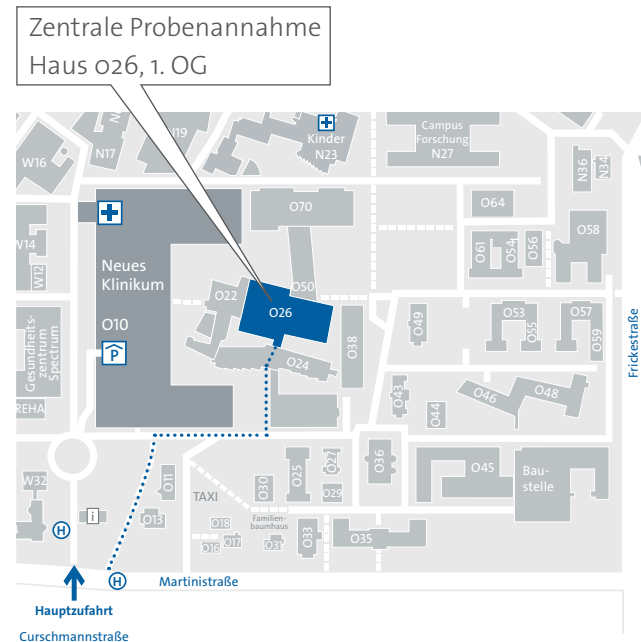 Zentrale Probenannahme
Haus O26, 1. OG
Campus
Forschung
N27
Kinder
N23
N19
N17
W16
N36
N34
O70
O64
O61
O54
O56
O58
W14
W12
Neues
Klinikum
O10
P
O22
O50
O26
O24
O38
O49
O53
O55
O57
O59
Gesundheits-
zentrum
Spectrum
REHA
O43
O44
O46
O48
Frickestraße
W32
i
H
O11
O13
TAXI
O30
O25
O27
O29
O36
O45
Bau-
stelle
Familien-
baumhaus
O18
O16
O17
O31
O33
O35
H
Martinistraße
Hauptzufahrt
Curschmannstraße